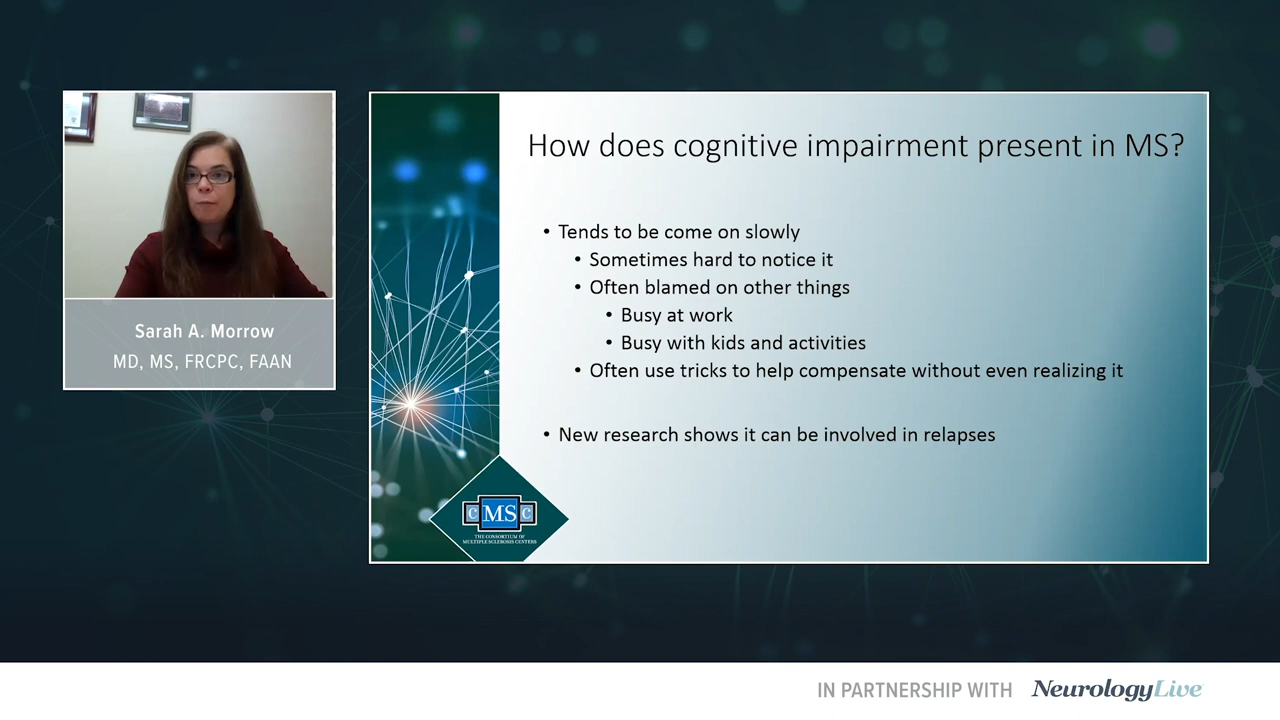 Sarah A. Morrow
MD, MS, FRCPC, FAAN
How does cognitive impairment present in MS?
• Tends to be come on slowly
• Sometimes hard to notice it
• Often blamed on other things
• Busy at work
• Busy with kids and activities
• Often use tricks to help compensate without even realizing it
• New research shows it can be involved in relapses
C MS C
THE CONSORTIUM OF
MULTIPLE SCLEROSIS CENTERS
IN PARTNERSHIP WITH NeurologyLive